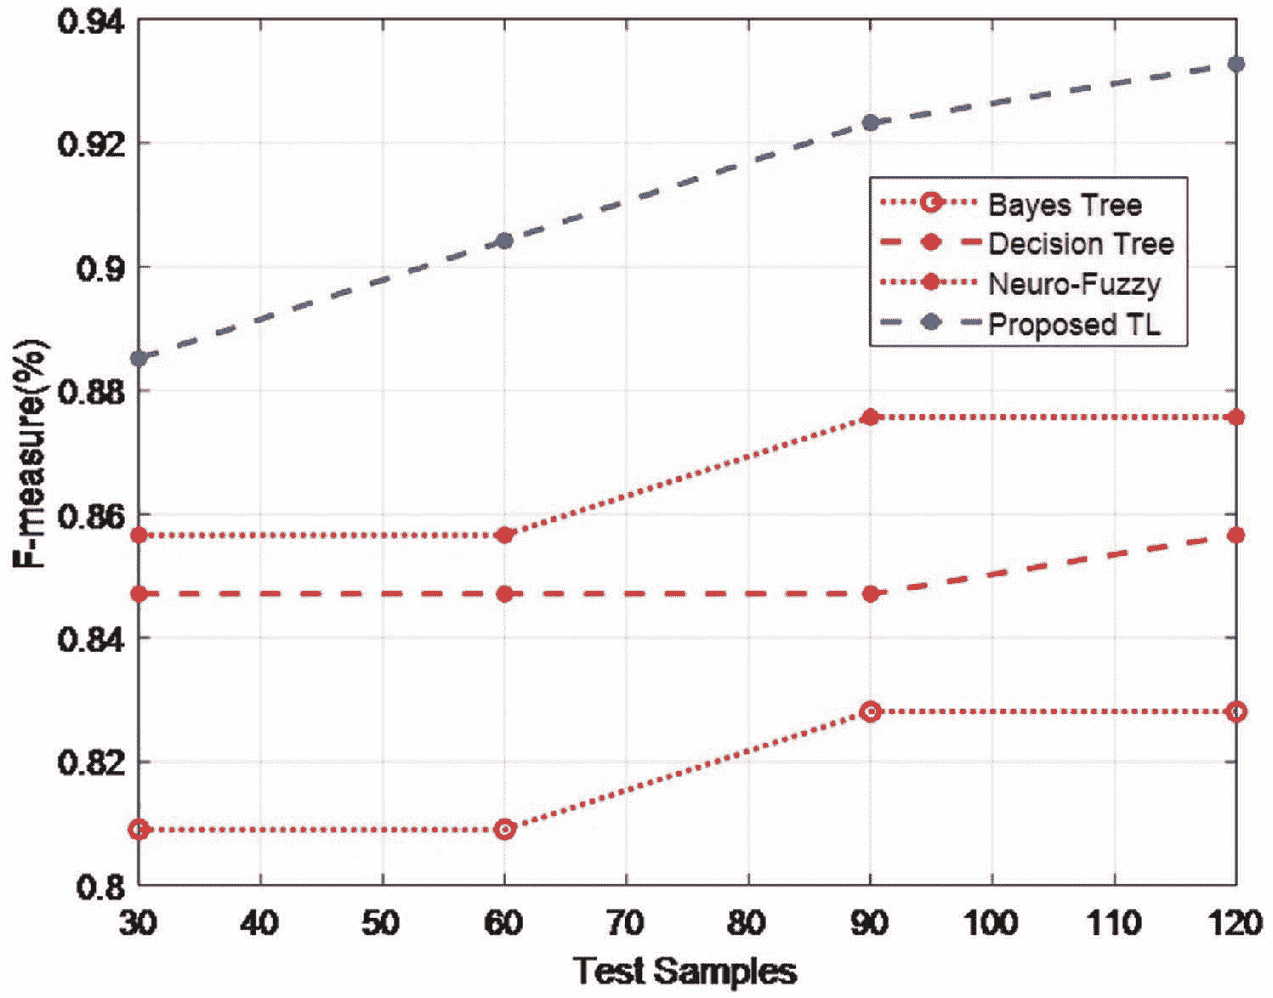 0.94
0.92
0.9
0.88
0.86
0.84
0.82
0.8
F-measure(%)
Bayes Tree
Decision Tree
Neuro-Fuzzy
Proposed TL
30 40 50 60 70 80 90 100 110 120
Test Samples